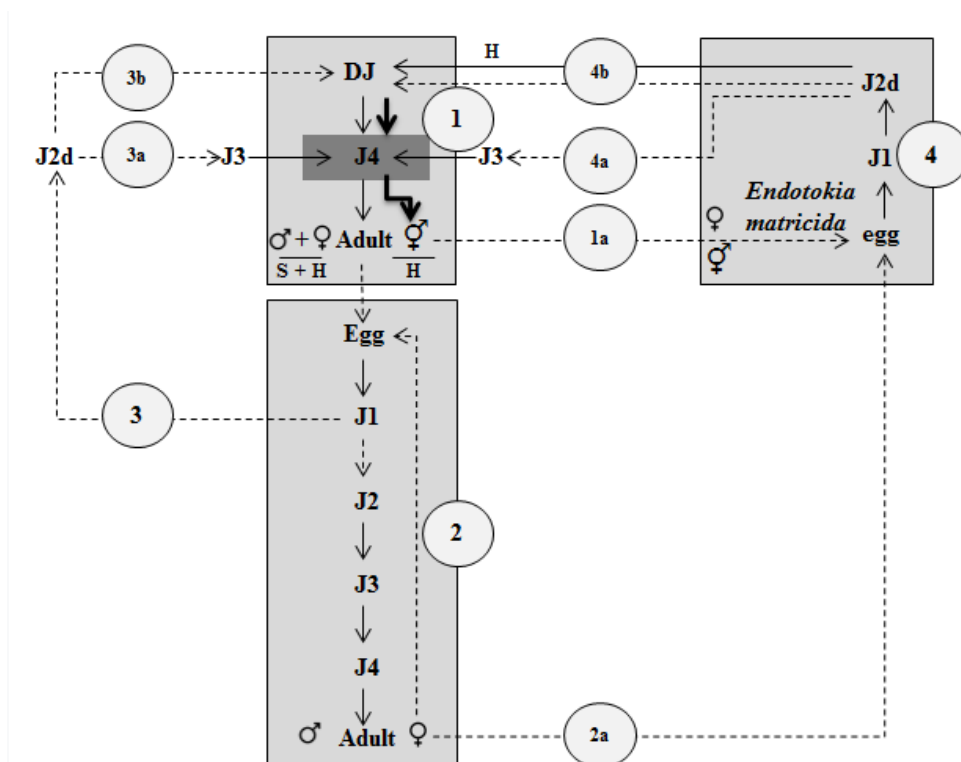 H
3b
DJ
4b
J2d
1
J2d
3a
J3
J4
J3
4a
J1
4
♂ + ♀ Adult ⚥
S + H
H
1a
♀
⚥
Endotokia
matricida
egg
Egg
3
J1
J2
2
J3
J4
♂ Adult ♀
2a